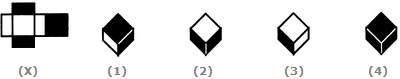 (X) (1) (2) (3) (4)